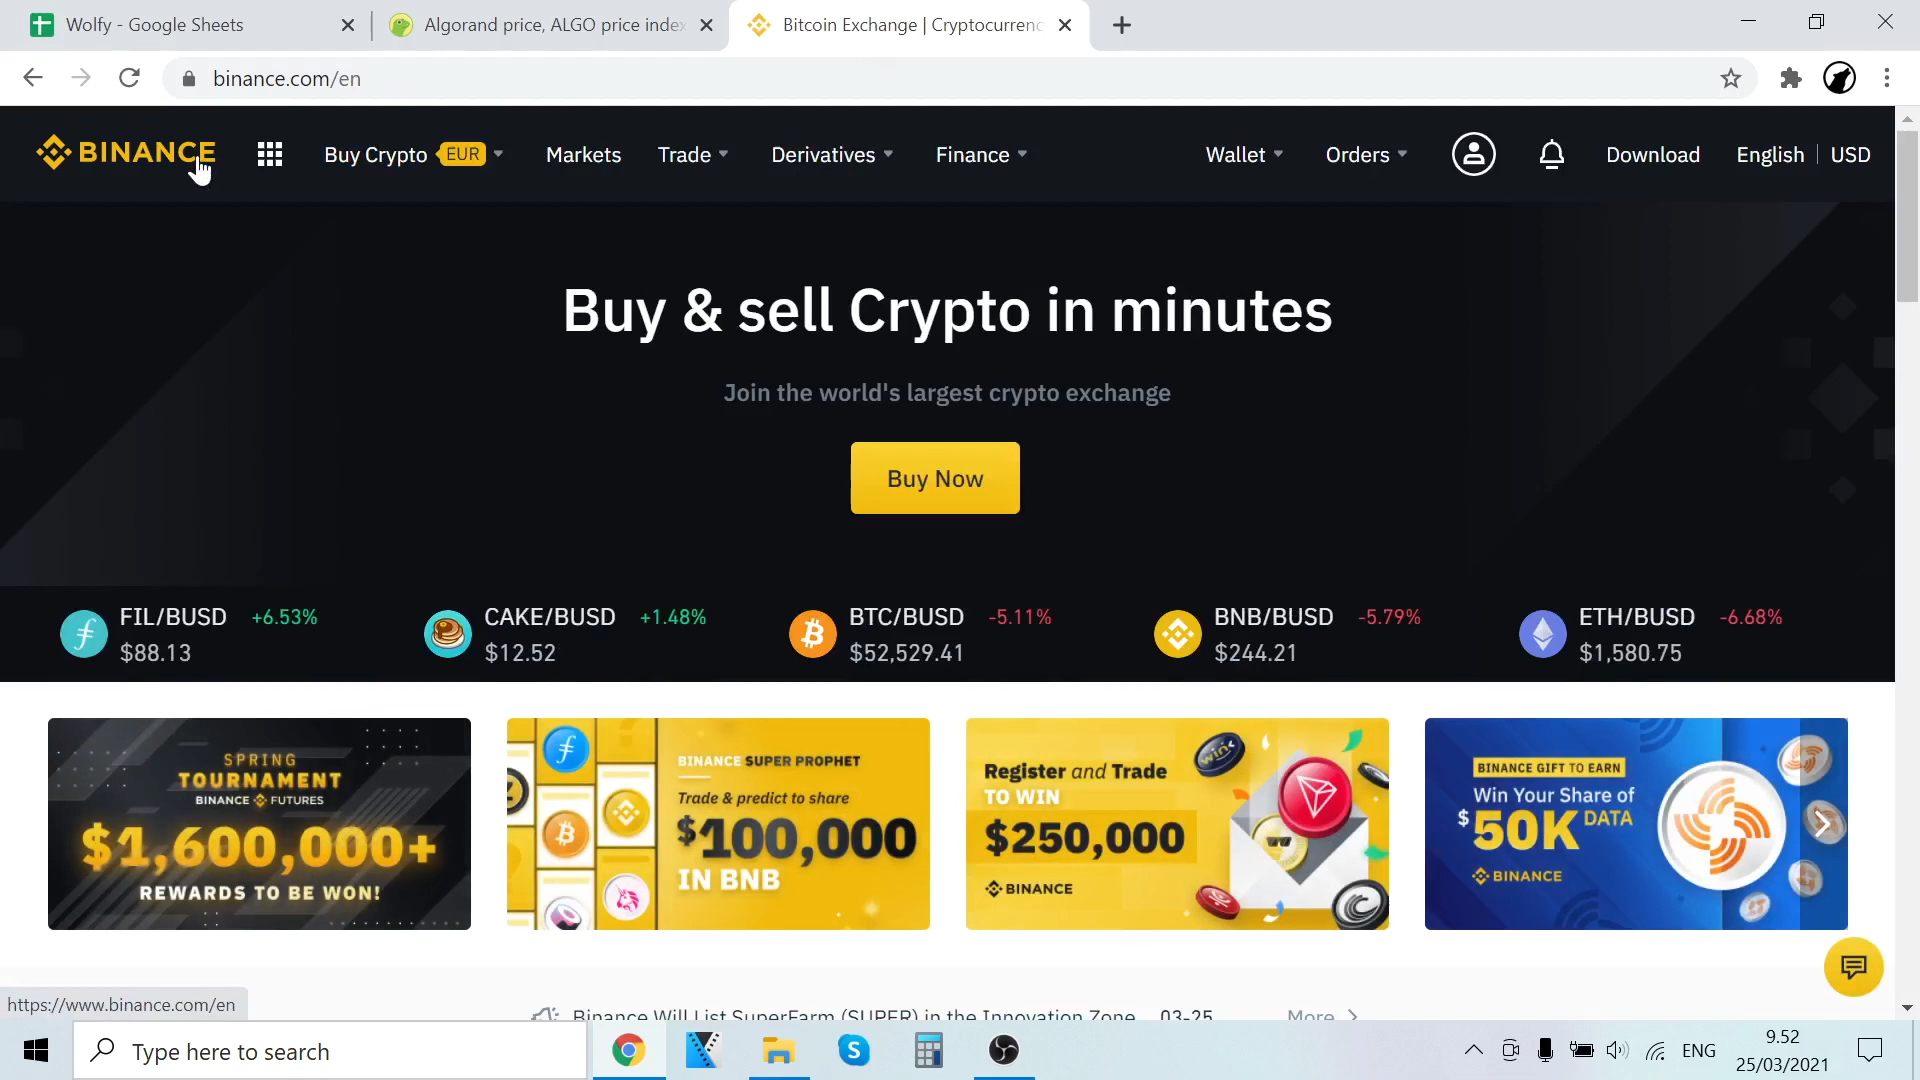 Wolfy - Google Sheets
Algorand price, ALGO price index
Bitcoin Exchange | Cryptocurrenc
binance.com/en
BINANCE
Buy Crypto EUR
Markets
Trade
Derivatives
Finance
Wallet
Orders
Download
English
USD
Buy & sell Crypto in minutes
Join the world's largest crypto exchange
Buy Now
FIL/BUSD +6.53%
$88.13
CAKE/BUSD +1.48%
$12.52
BTC/BUSD -5.11%
$52,529.41
BNB/BUSD -5.79%
$244.21
ETH/BUSD -6.68%
$1,580.75
SPRING
TOURNAMENT
BINANCE FUTURES
$1,600,000+
REWARDS TO BE WON!
BINANCE SUPER PROPHET
Trade & predict to share
$100,000
IN BNB
Register and Trade
TO WIN
$250,000
BINANCE
win
BINANCE GIFT TO EARN
Win Your Share of
$50K DATA
BINANCE
https://www.binance.com/en
Binance Will List SuperFarm (SUPER) in the Innovation Zone 03-25
More
Type here to search
ENG
9.52
25/03/2021